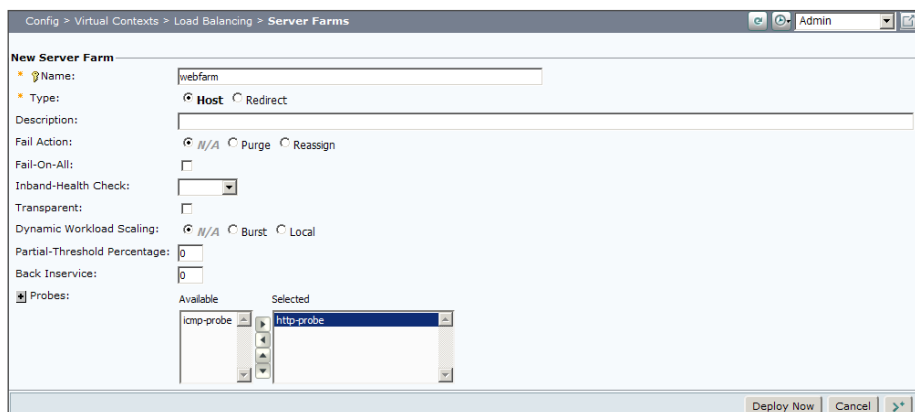 Config > Virtual Contexts > Load Balancing > Server Farms
Admin
New Server Farm
* Name: webfarm
* Type: Host Redirect
Description:
Fail Action: N/A Purge Reassign
Fail-On-All:
Inband-Health Check:
Transparent:
Dynamic Workload Scaling: N/A Burst Local
Partial-Threshold Percentage: 0
Back Inservice: 0
Probes:
Available Selected
icmp-probe http-probe
Deploy Now Cancel